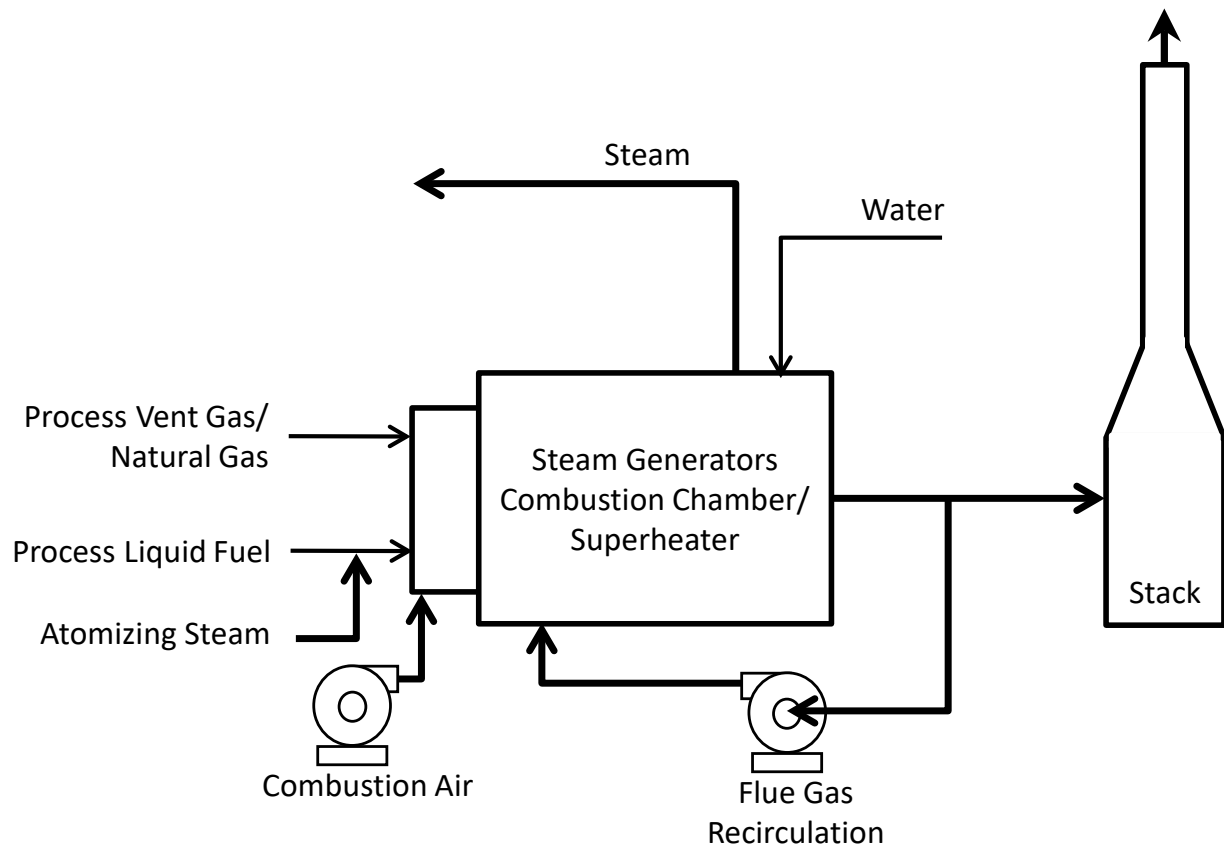 Steam
Water
Process Vent Gas/
Natural Gas
Steam Generators
Combustion Chamber/
Superheater
Process Liquid Fuel
Atomizing Steam
Stack
Combustion Air
Flue Gas
Recirculation